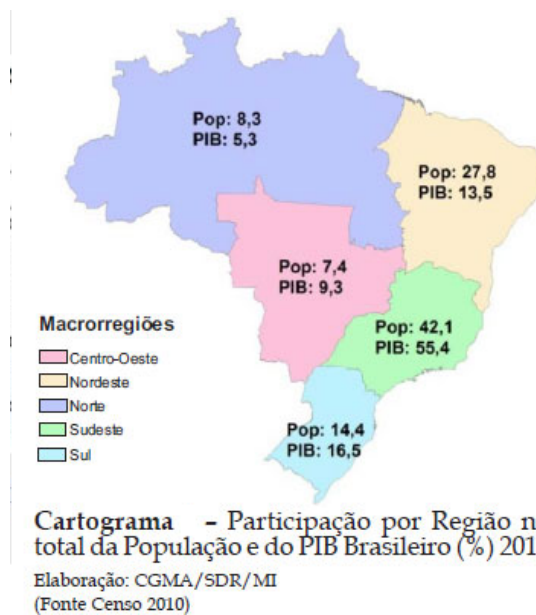 Pop: 8,3
PIB: 5,3
Pop: 27,8
PIB: 13,5
Pop: 7,4
PIB: 9,3
Pop: 42,1
PIB: 55,4
Pop: 14,4
PIB: 16,5
Macrorregiões
Centro-Oeste
Nordeste
Norte
Sudeste
Sul
Cartograma – Participação por Região n
total da População e do PIB Brasileiro (%) 201
Elaboração: CGMA/SDR/MI
(Fonte Censo 2010)